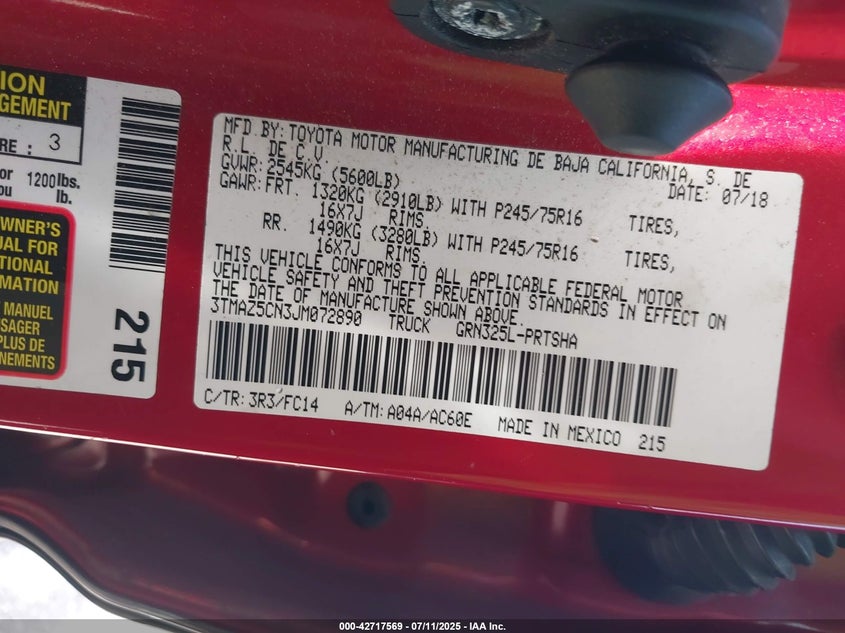 ION
GEMENT
RE : 3
or 1200lbs.
ou lb.
WNER'S
UAL FOR
TIONAL
RMATION
MANUEL
SAGER
PLUS DE
NEMENTS
215
MFD BY: TOYOTA MOTOR MANUFACTURING DE BAJA CALIFORNIA, S. DE
R.L. DE C.V. DATE: 07/18
GVWR: 2545KG (5600LB)
GAWR: FRT. 1320KG (2910LB) WITH P245/75R16 TIRES,
16X7J RIMS.
RR. 1490KG (3280LB) WITH P245/75R16 TIRES,
16X7J RIMS.
THIS VEHICLE CONFORMS TO ALL APPLICABLE FEDERAL MOTOR
VEHICLE SAFETY AND THEFT PREVENTION STANDARDS IN EFFECT ON
THE DATE OF MANUFACTURE SHOWN ABOVE.
3TMAZ5CN3JM072890 TRUCK GRN325L-PRTSHA
C/TR: 3R3/FC14 A/TM: A04A/AC60E MADE IN MEXICO 215
000-42717569 - 07/11/2025 - IAA Inc.